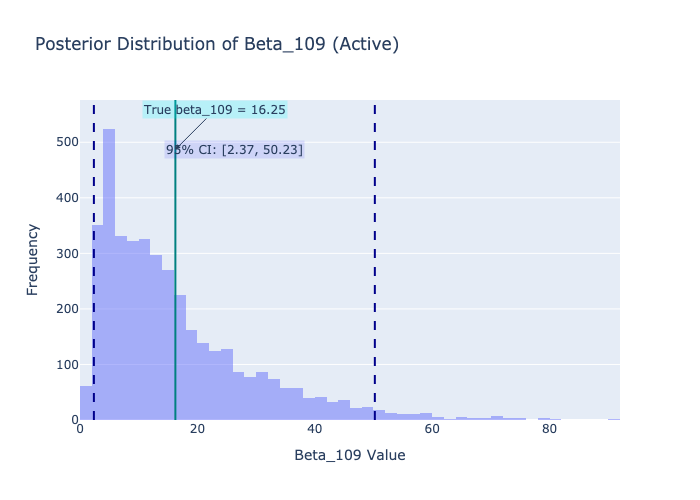 Posterior Distribution of Beta_109 (Active)
True beta_109 = 16.25
95% CI: [2.37, 50.23]
500
400
300
200
100
0
Frequency
0 20 40 60 80
Beta_109 Value